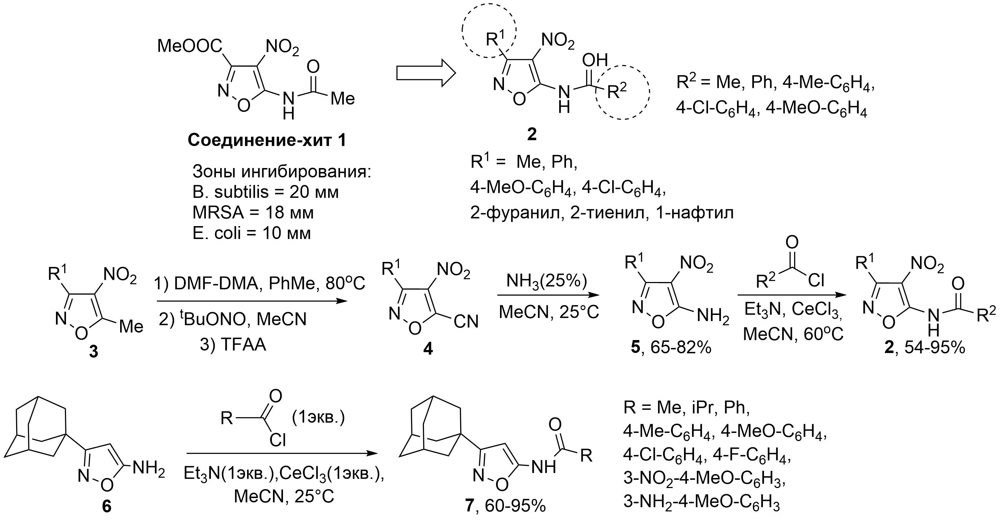 MeOOC
NO2
N
O
N
H
O
Me
Соединение-хит 1
Зоны ингибирования:
B. subtilis = 20 мм
MRSA = 18 мм
E. coli = 10 мм
R1
NO2
N
O
N
H
OH
R2
2
R2 = Me, Ph, 4-Me-C6H4,
4-Cl-C6H4, 4-MeO-C6H4
R1 = Me, Ph,
4-MeO-C6H4, 4-Cl-C6H4,
2-фуранил, 2-тиенил, 1-нафтил
R1
NO2
N
O
Me
3
1) DMF-DMA, PhMe, 80oC
2) tBuONO, MeCN
3) TFAA
R1
NO2
N
O
CN
4
NH3(25%)
MeCN, 25°C
R1
NO2
N
O
NH2
5, 65-82%
O
R2
Cl
Et3N, CeCl3,
MeCN, 60oC
R1
NO2
N
O
N
H
O
R2
2, 54-95%
N
O
NH2
6
O
R
(1экв.)
Cl
Et3N(1экв.),CeCl3(1экв.),
MeCN, 25°C
N
O
NH
O
R
7, 60-95%
R = Me, iPr, Ph,
4-Me-C6H4, 4-MeO-C6H4,
4-Cl-C6H4, 4-F-C6H4,
3-NO2-4-MeO-C6H3,
3-NH2-4-MeO-C6H3